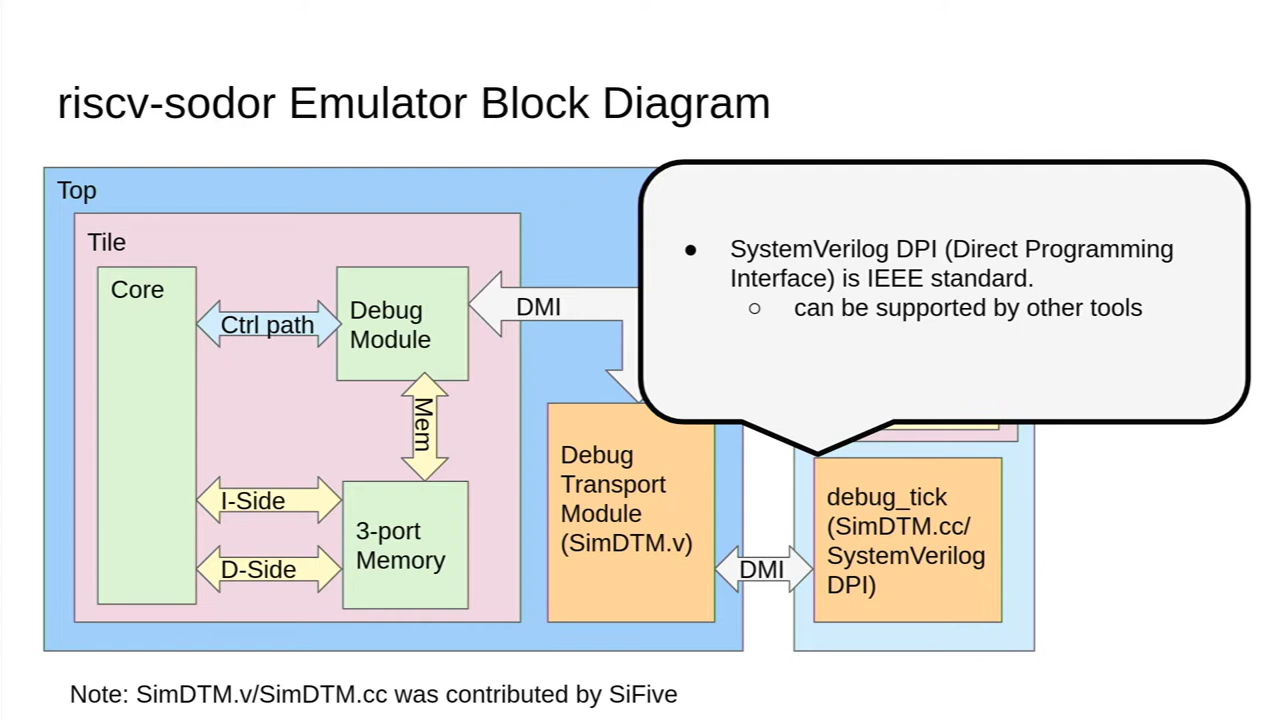 riscv-sodor Emulator Block Diagram
Top
Tile
Core
Ctrl path
Debug
Module
DMI
Mem
I-Side
D-Side
3-port
Memory
Debug
Transport
Module
(SimDTM.v)
DMI
● SystemVerilog DPI (Direct Programming
Interface) is IEEE standard.
○ can be supported by other tools
debug_tick
(SimDTM.cc/
SystemVerilog
DPI)
Note: SimDTM.v/SimDTM.cc was contributed by SiFive